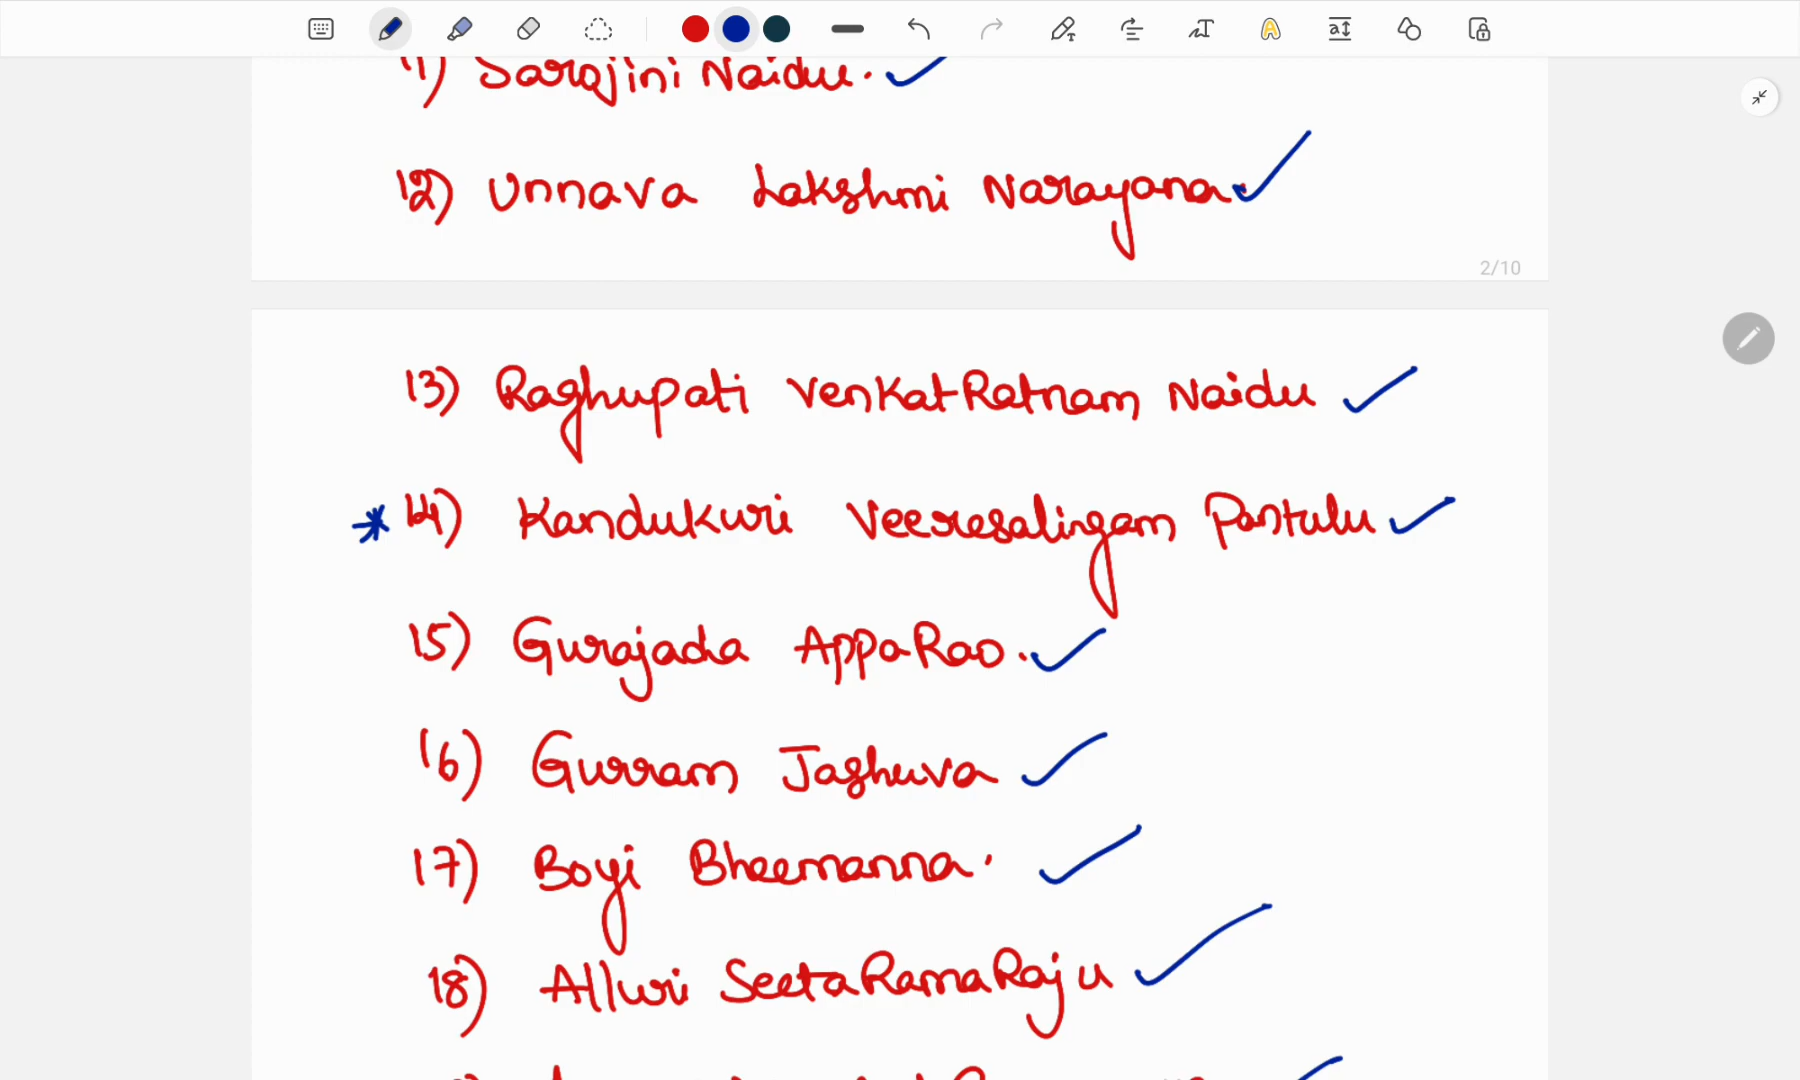 11) Sarojini Naidu.
12) Unnava Lakshmi Narayana.
2/10
13) Raghupati VenkatRatnam Naidu
* 14) Kandukuri Veeresalingam Pantulu
15) Gurajada AppaRao.
16) Gurram Jashuva
17) Boyi Bheemanna.
18) Alluri SeetaRamaRaju